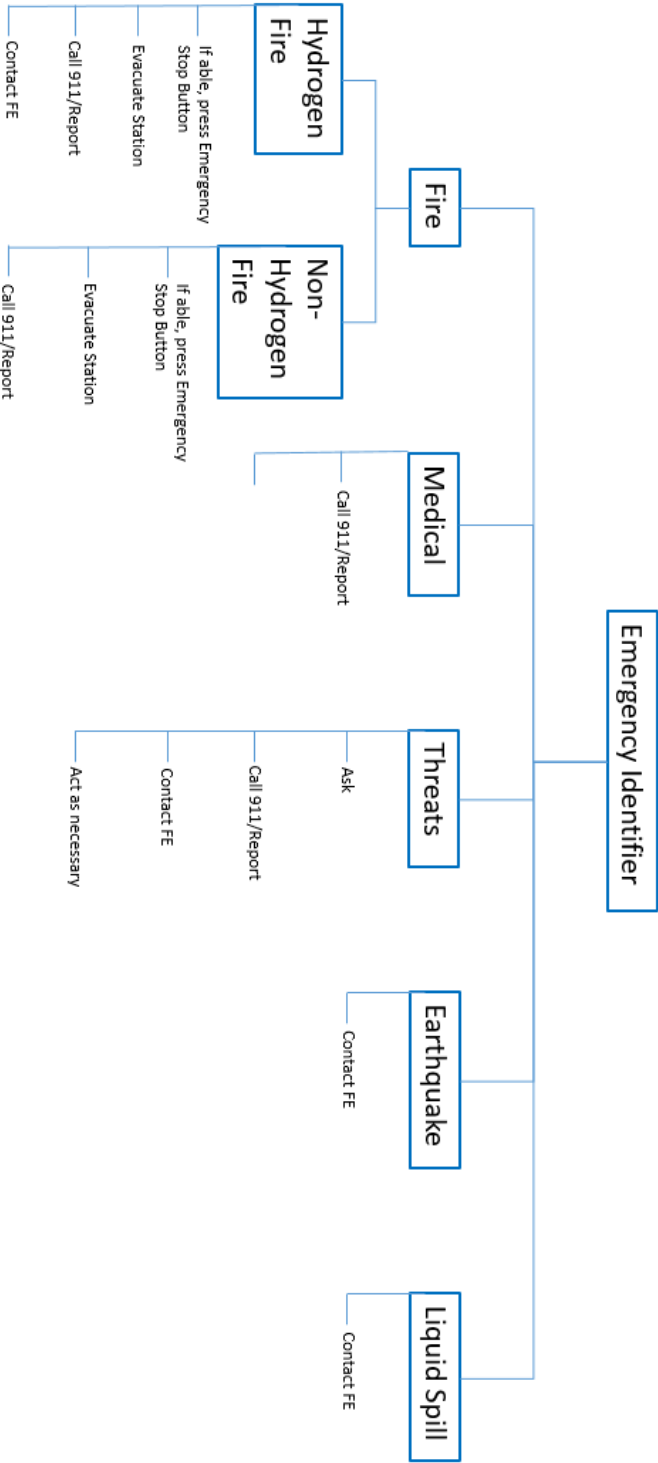 Emergency Identifier
Fire
Hydrogen
Fire
If able, press Emergency
Stop Button
Evacuate Station
Call 911/Report
Contact FE
Non-
Hydrogen
Fire
If able, press Emergency
Stop Button
Evacuate Station
Call 911/Report
Medical
Call 911/Report
Threats
Ask
Call 911/Report
Contact FE
Act as necessary
Earthquake
Contact FE
Liquid Spill
Contact FE